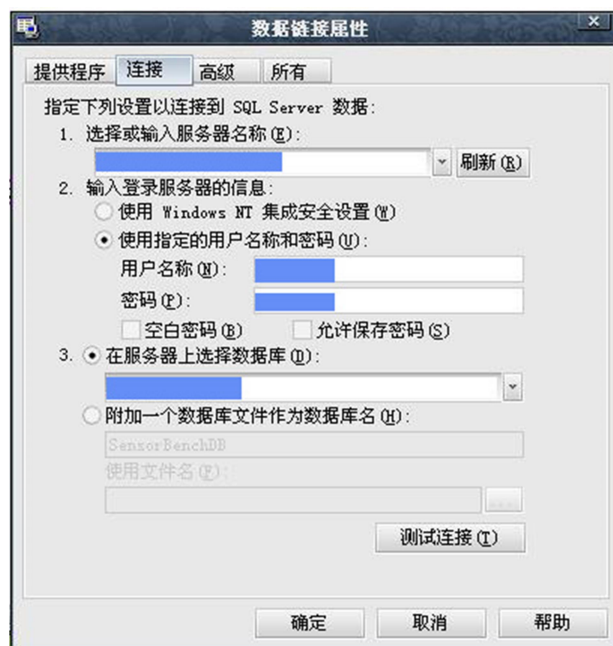 数据链接属性
提供程序 连接 高级 所有
指定下列设置以连接到 SQL Server 数据:
1. 选择或输入服务器名称(E):
刷新(R)
2. 输入登录服务器的信息:
使用 Windows NT 集成安全设置(W)
使用指定的用户名称和密码(U):
用户名称(N):
密码(P):
空白密码(B) 允许保存密码(S)
3. 在服务器上选择数据库(D):
附加一个数据库文件作为数据库名(H):
SensorBenchDB
使用文件名(F):
...
测试连接(T)
确定 取消 帮助